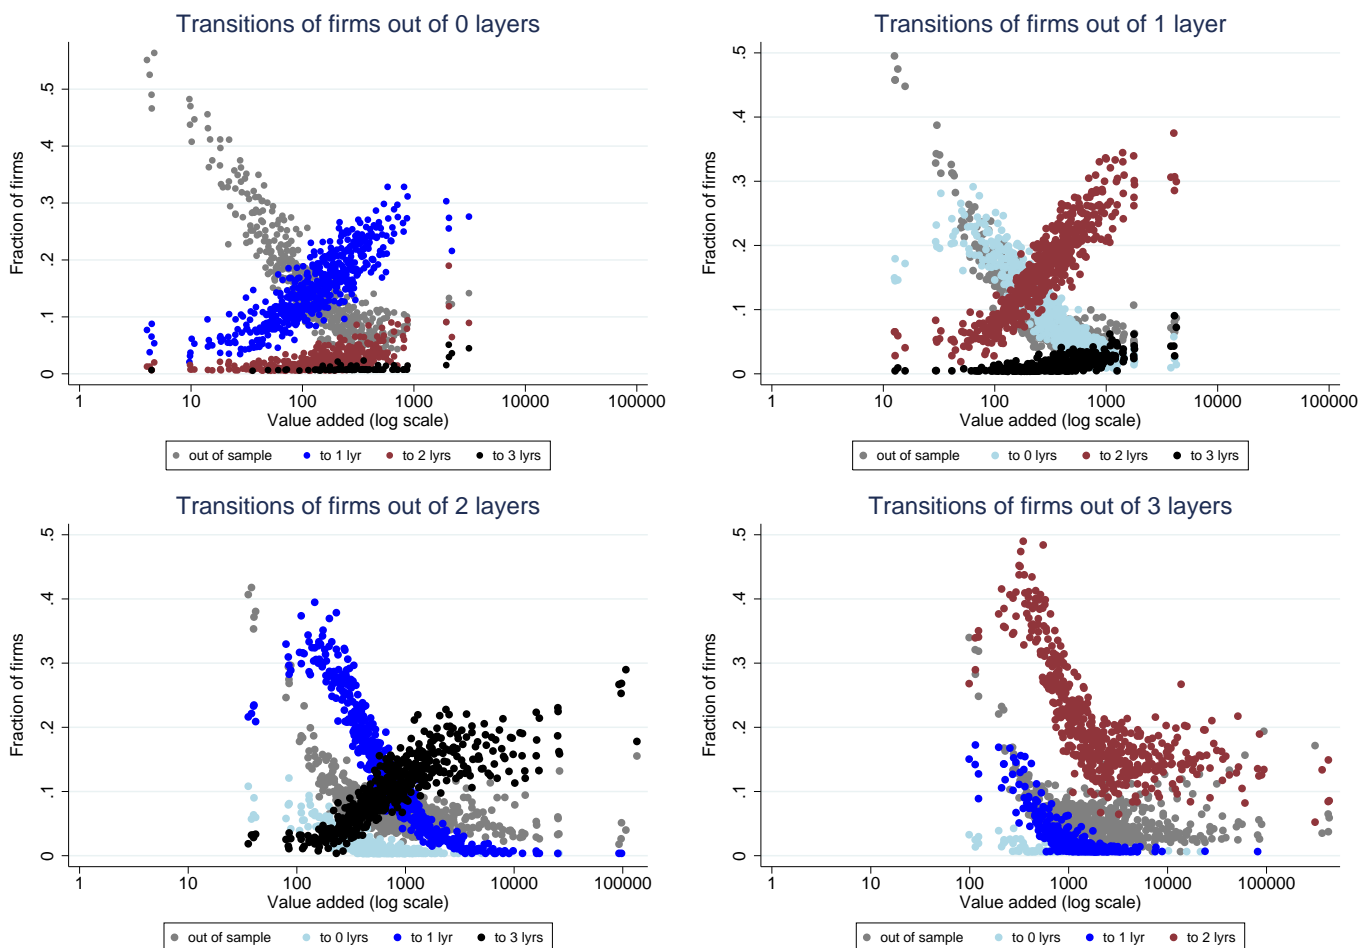 Transitions of firms out of 0 layers
Fraction of firms
.5
.4
.3
.2
.1
0
1 10 100 1000 10000 100000
Value added (log scale)
out of sample to 1 lyr to 2 lyrs to 3 lyrs
Transitions of firms out of 1 layer
Fraction of firms
.5
.4
.3
.2
.1
0
1 10 100 1000 10000 100000
Value added (log scale)
out of sample to 0 lyrs to 2 lyrs to 3 lyrs
Transitions of firms out of 2 layers
Fraction of firms
.5
.4
.3
.2
.1
0
1 10 100 1000 10000 100000
Value added (log scale)
out of sample to 0 lyrs to 1 lyr to 3 lyrs
Transitions of firms out of 3 layers
Fraction of firms
.5
.4
.3
.2
.1
0
1 10 100 1000 10000 100000
Value added (log scale)
out of sample to 0 lyrs to 1 lyr to 2 lyrs